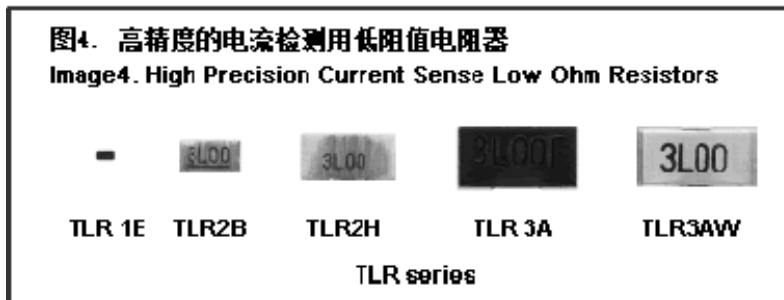 图4. 高精度的电流检测用低阻值电阻器
Image4. High Precision Current Sense Low Ohm Resistors
3L00 3L00 3L00F 3L00
TLR 1E TLR2B TLR2H TLR 3A TLR3AW
TLR series